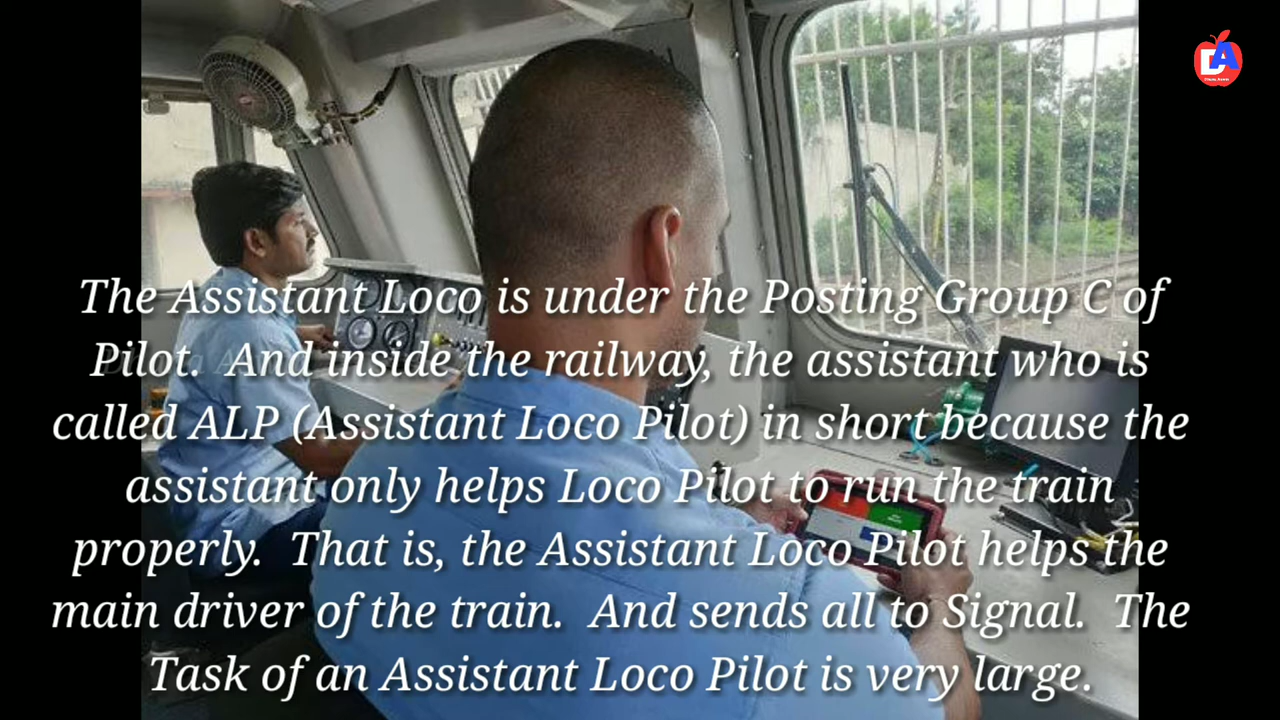 DA
The Assistant Loco is under the Posting Group C of
Pilot.  And inside the railway, the assistant who is
called ALP (Assistant Loco Pilot) in short because the
assistant only helps Loco Pilot to run the train
properly.  That is, the Assistant Loco Pilot helps the
main driver of the train.  And sends all to Signal.  The
Task of an Assistant Loco Pilot is very large.